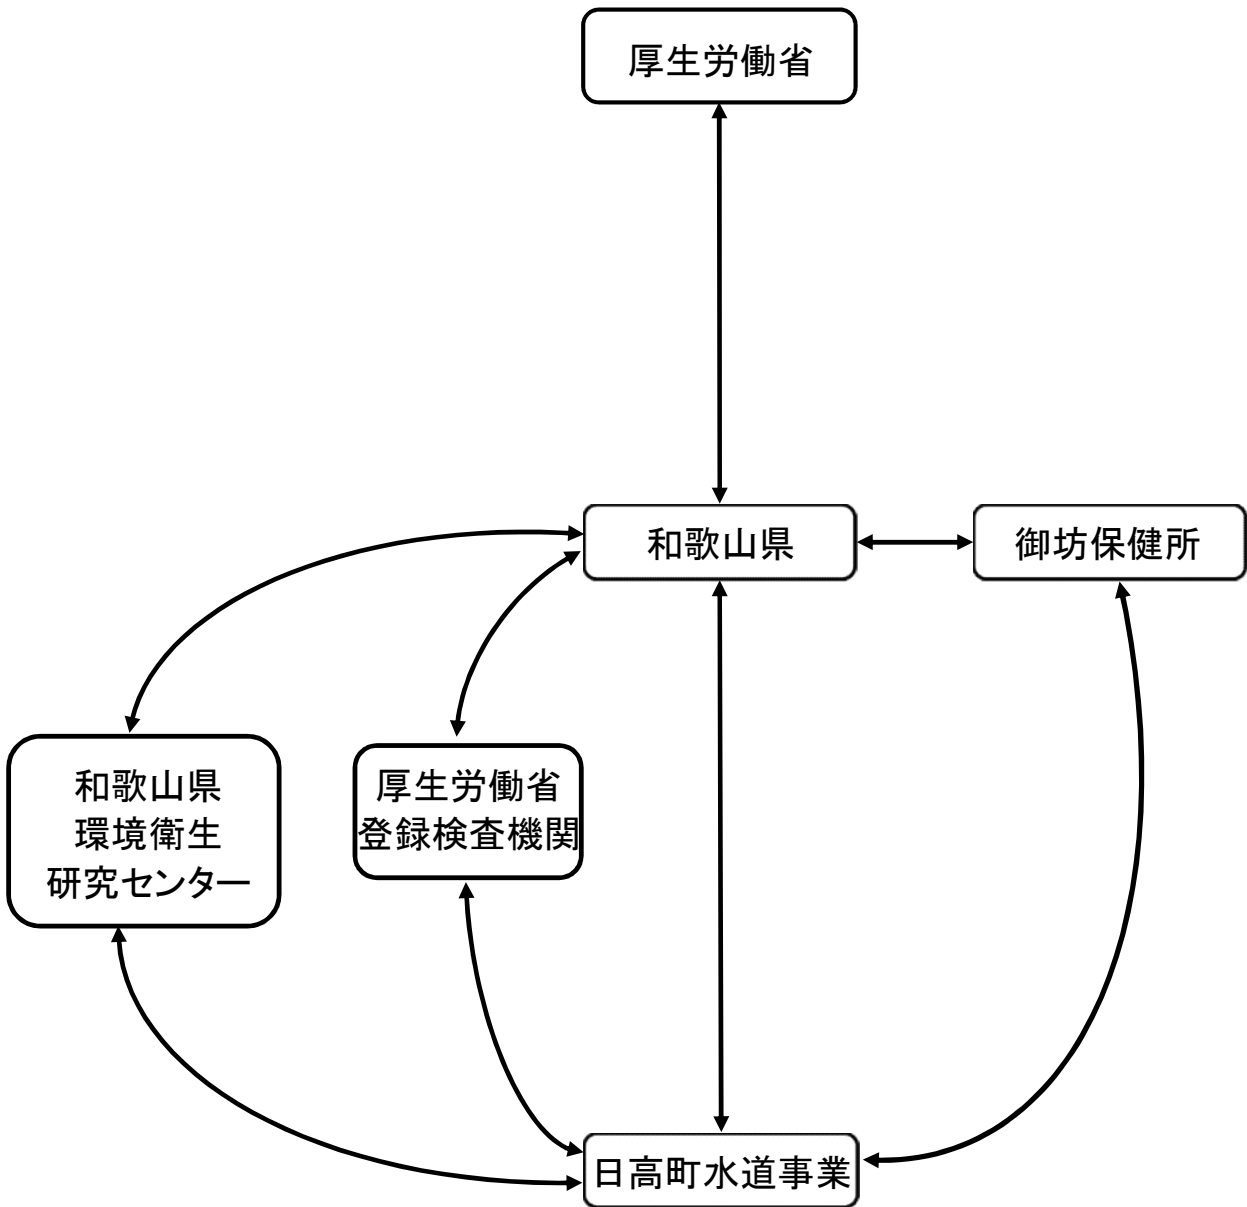 厚生労働省
和歌山県
御坊保健所
和歌山県
環境衛生
研究センター
厚生労働省
登録検査機関
日高町水道事業